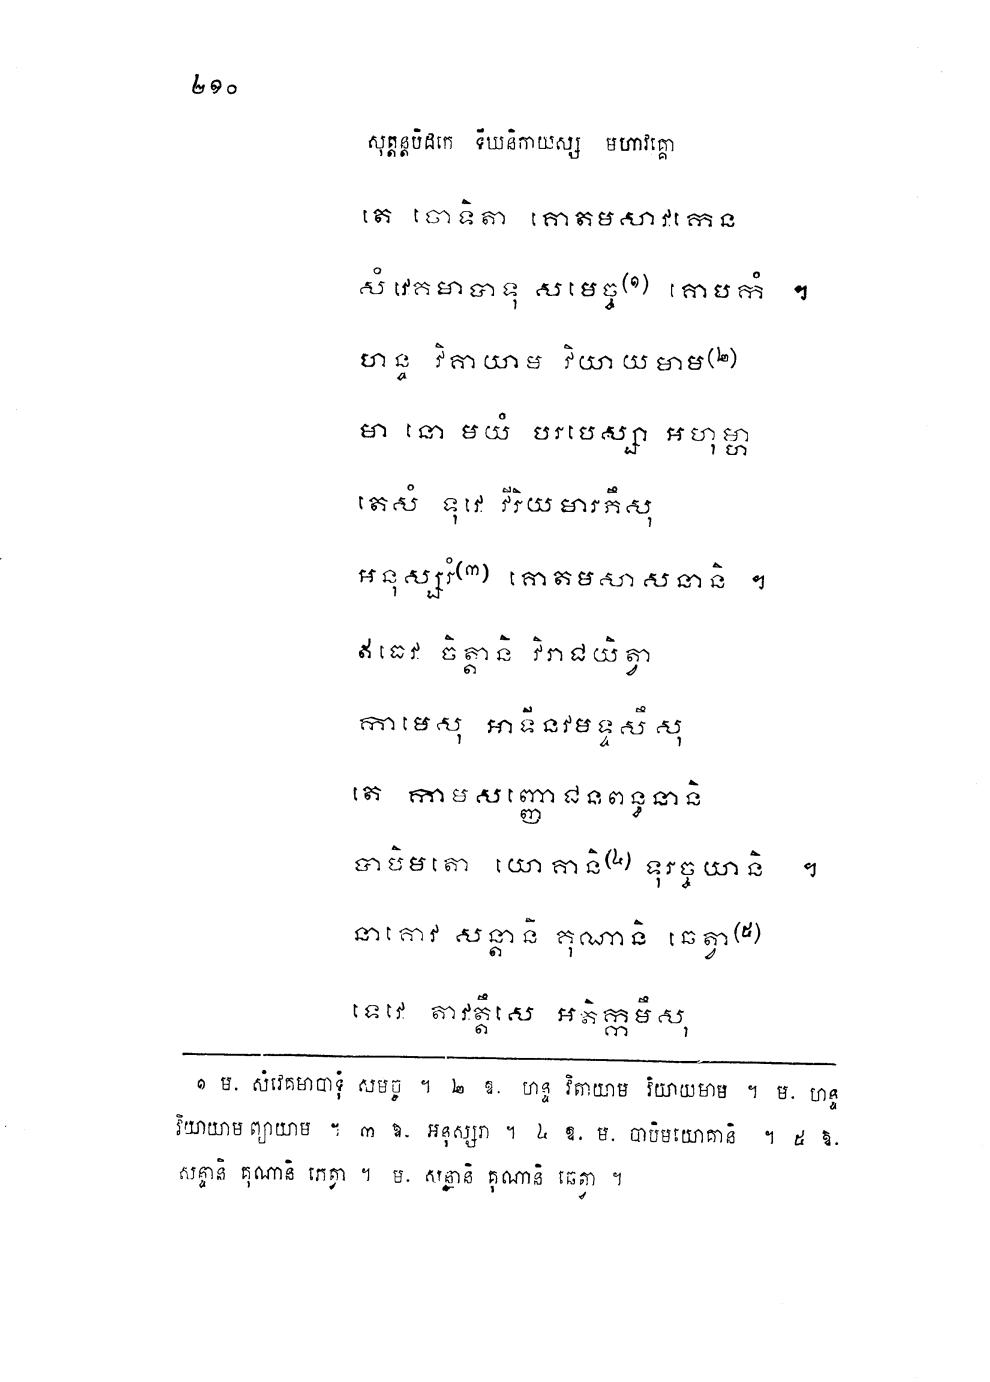 ២១០
សុត្តន្តបិដកេ ទីឃនិកាយស្ស មហាវគ្គោ
តេ ចោទិតា គោតមសាវកេន
សំវេគមាបាទុ សមេច្ច(១) គោបកំ ៗ
ហន្ទ វិតាយាម វិយាយមាម(២)
មា នោ មយំ បរបេស្សា អហុម្ហា
តេសំ ទុវេ វីរិយមារភឹសុ
អនុស្សរំ(៣) គោតមសាសនានិ ៗ
ឥធេវ ចិត្តានិ វិរាជយិត្វា
កាមេសុ អាទីនវមទ្ទសឹសុ
តេ កាមសញ្ញោជនពន្ធនានិ
បាបិមតោ យោគានិ(៤) ទុរច្ចយានិ ៗ
នាគោវ សន្តានិ គុណានិ ឆេត្វា(៥)
ទេវេ តាវត្តឹសេ អតិក្កមឹសុ
១ ម. សំវេគមាបាទុំ សមច្ច ។ ២ ឱ. ហន្ទ វិតាយាម វិយាយមាម ។ ម. ហន្ទ
វិយាយាម ព្យាយាម ។ ៣ ឱ. អនុស្សរា ។ ៤ ឱ. ម. បាបិមយោគានិ ។ ៥ ឱ.
សន្ទានិ គុណានិ ភេត្វា ។ ម. សន្ធានិ គុណានិ ឆេត្វា ។